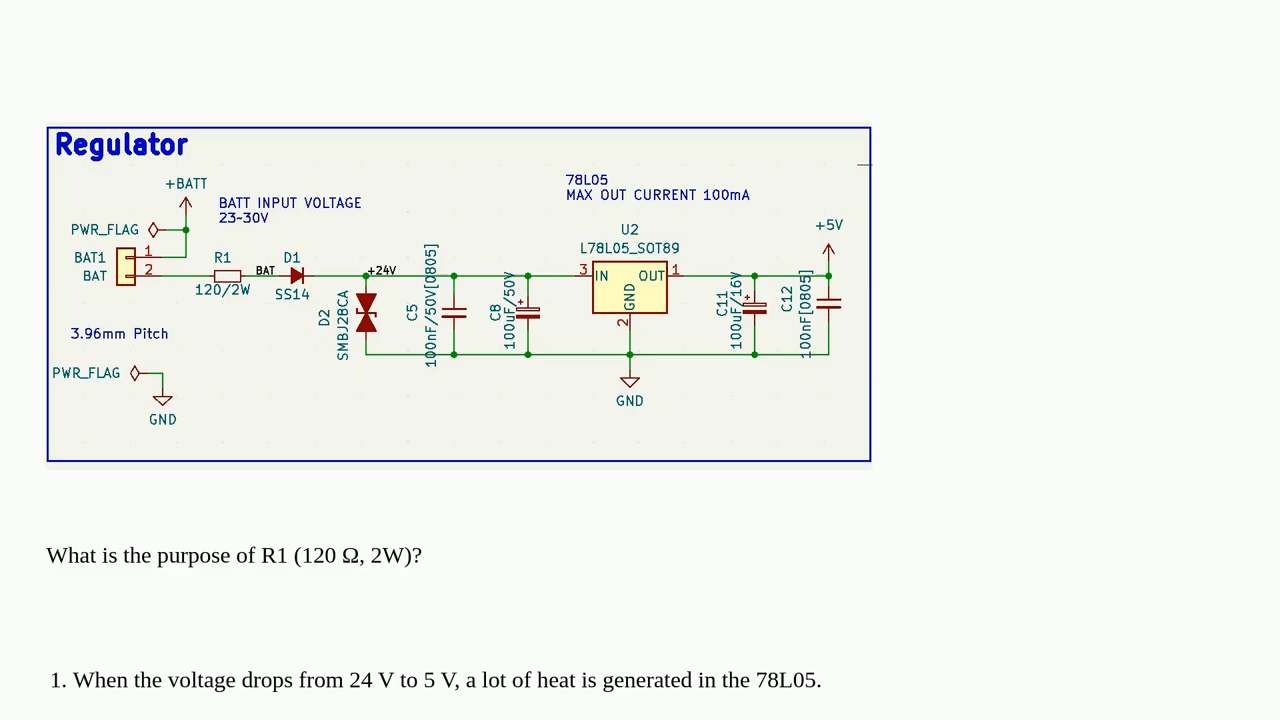 Regulator
+BATT
BATT INPUT VOLTAGE
23~30V
78L05
MAX OUT CURRENT 100mA
PWR_FLAG
U2
L78L05_SOT89
+5V
BAT1
BAT
1
2
R1
120/2W
BAT
D1
SS14
+24V
D2
SMBJ28CA
C5
100nF/50V[0805]
C8
100uF/50V
+
3
IN
OUT
1
GND
2
C11
100uF/16V
+
C12
100nF[0805]
3.96mm Pitch
PWR_FLAG
GND
GND
What is the purpose of R1 (120 Ω, 2W)?
1. When the voltage drops from 24 V to 5 V, a lot of heat is generated in the 78L05.